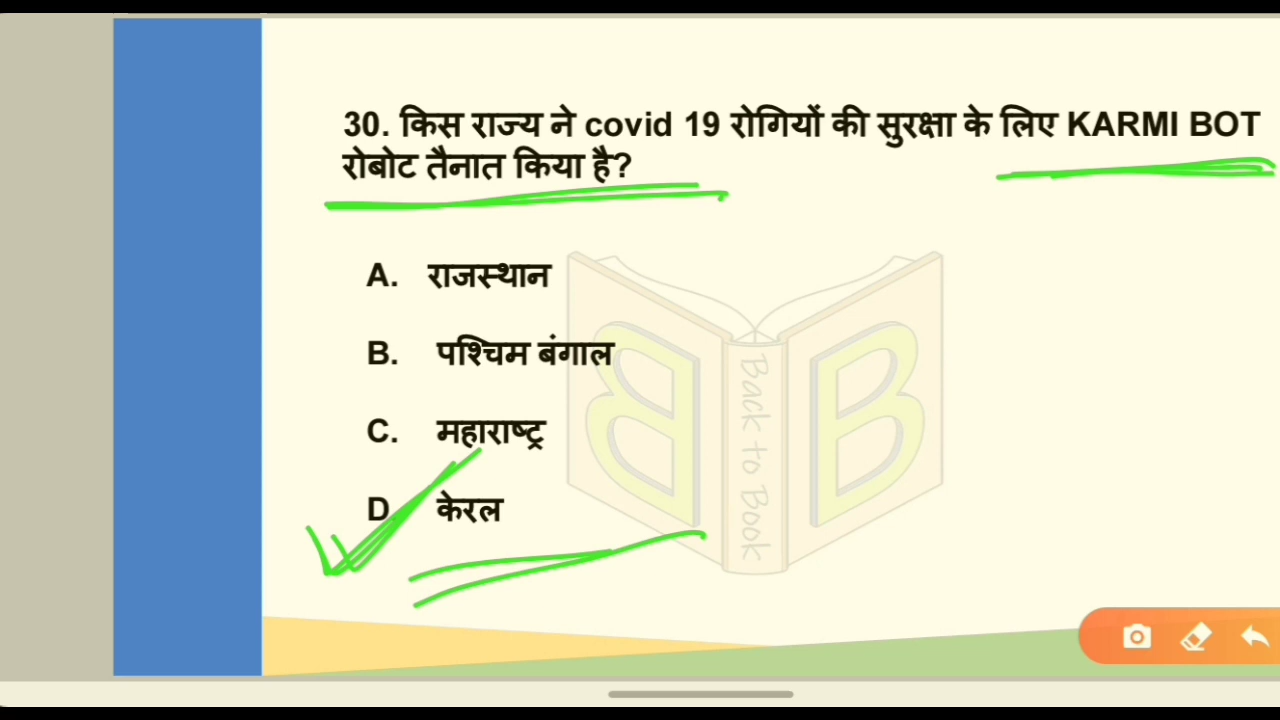 30. किस राज्य ने covid 19 रोगियों की सुरक्षा के लिए KARMI BOT
रोबोट तैनात किया है?
A. राजस्थान
B. पश्चिम बंगाल
C. महाराष्ट्र
D. केरल
B B
Back to Book